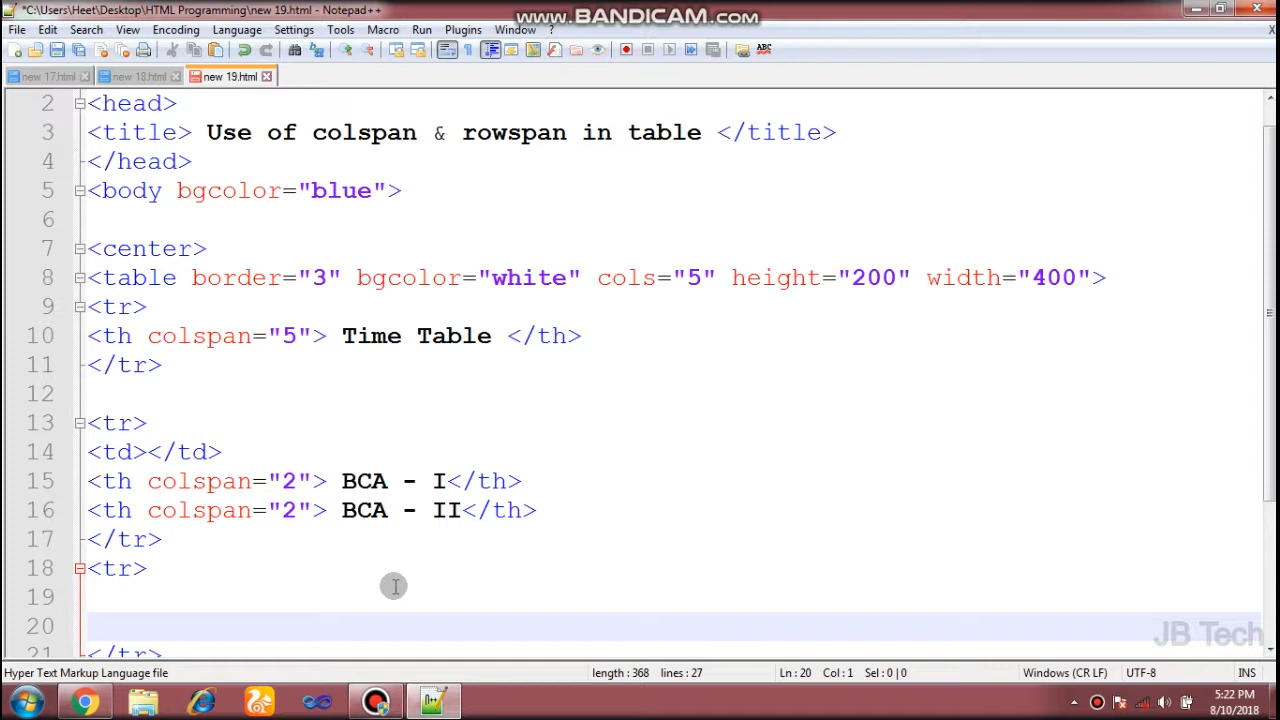 *C:\Users\Heet\Desktop\HTML Programming\new 19.html - Notepad++
www.BANDICAM.com
File Edit Search View Encoding Language Settings Tools Macro Run Plugins Window ?
X
new 17.html new 18.html new 19.html
2 <head>
3 <title> Use of colspan & rowspan in table </title>
4 </head>
5 <body bgcolor="blue">
6
7 <center>
8 <table border="3" bgcolor="white" cols="5" height="200" width="400">
9 <tr>
10 <th colspan="5"> Time Table </th>
11 </tr>
12
13 <tr>
14 <td></td>
15 <th colspan="2"> BCA - I</th>
16 <th colspan="2"> BCA - II</th>
17 </tr>
18 <tr>
19
20
21 </tr>
JB Tech
Hyper Text Markup Language file length : 368 lines : 27 Ln : 20 Col : 1 Sel : 0 | 0 Windows (CR LF) UTF-8 INS
5:22 PM
8/10/2018